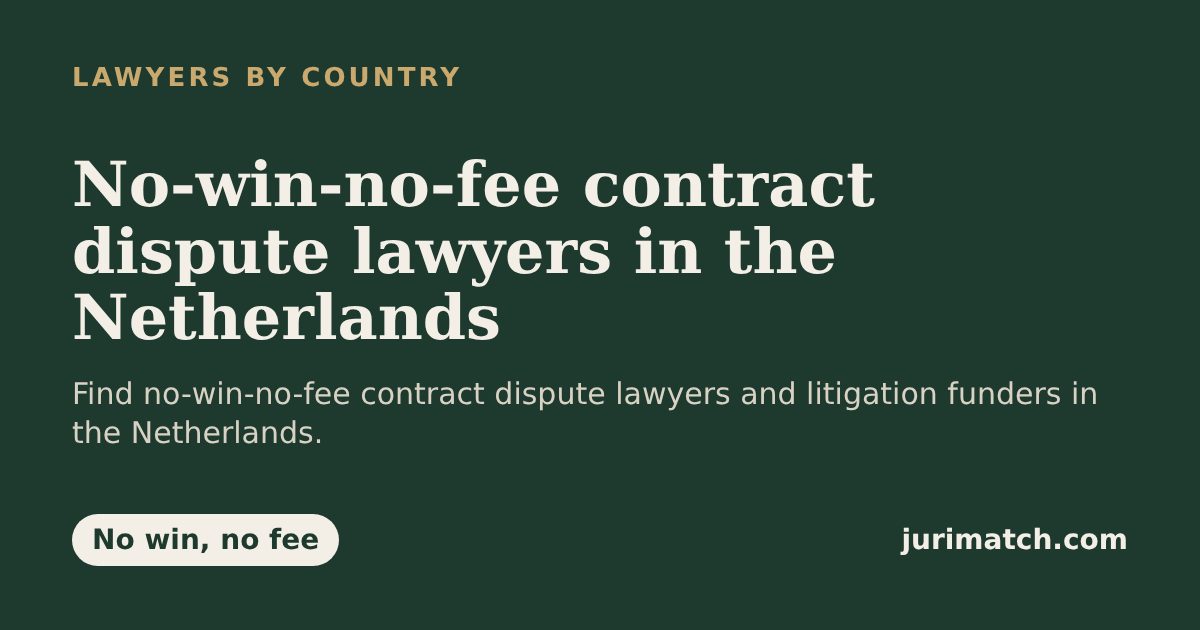 LAWYERS BY COUNTRY
No-win-no-fee contract
dispute lawyers in the
Netherlands
Find no-win-no-fee contract dispute lawyers and litigation funders in
the Netherlands.
No win, no fee
jurimatch.com